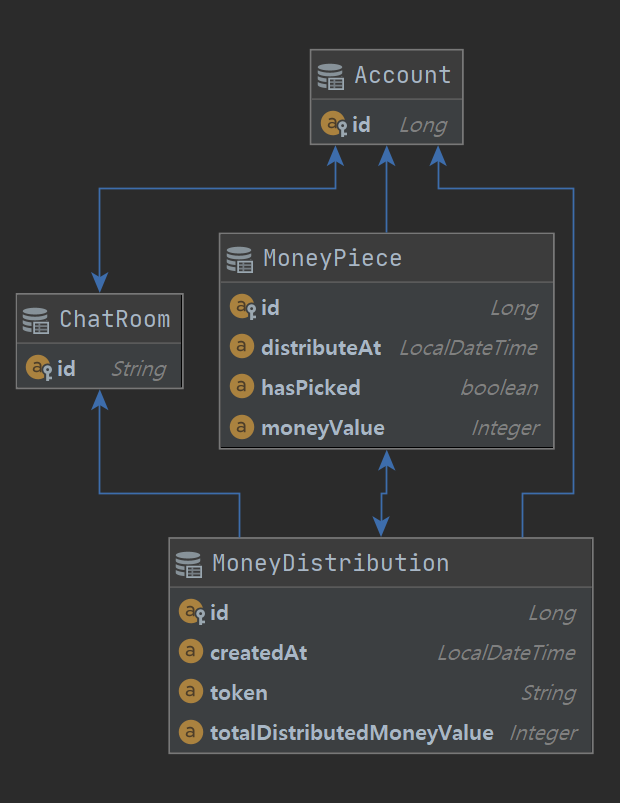 Account
id Long
MoneyPiece
id Long
distributeAt LocalDateTime
hasPicked boolean
moneyValue Integer
ChatRoom
id String
MoneyDistribution
id Long
createdAt LocalDateTime
token String
totalDistributedMoneyValue Integer